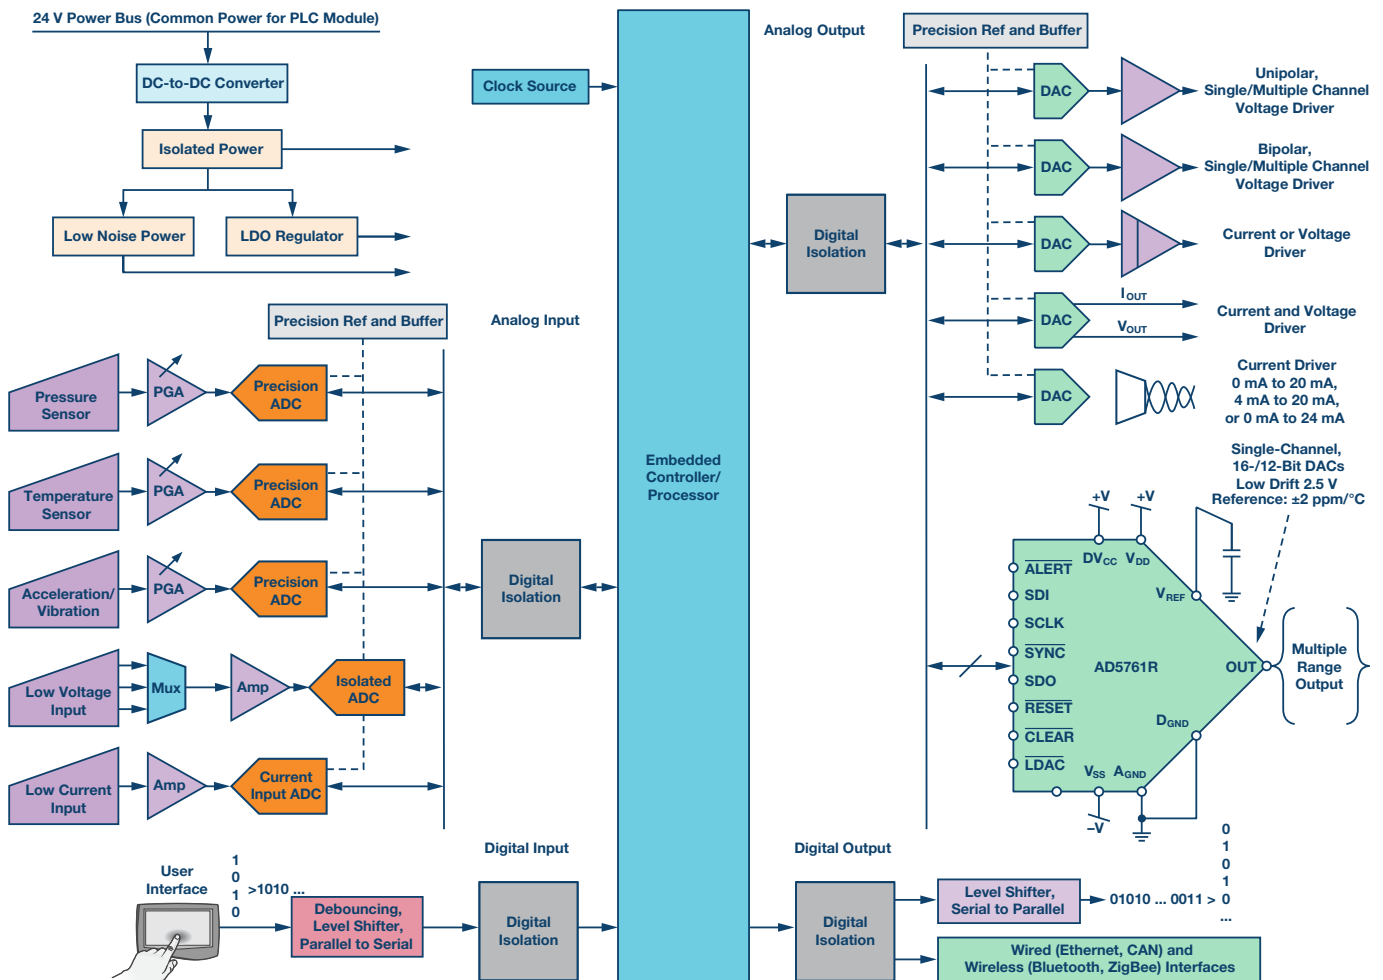 24 V Power Bus (Common Power for PLC Module)
DC-to-DC Converter
Isolated Power
Low Noise Power
LDO Regulator
Clock Source
Precision Ref and Buffer
Analog Input
Pressure
Sensor
PGA
Precision
ADC
Temperature
Sensor
PGA
Precision
ADC
Acceleration/
Vibration
PGA
Precision
ADC
Low Voltage
Input
Mux
Amp
Isolated
ADC
Low Current
Input
Amp
Current
Input ADC
Digital
Isolation
Embedded
Controller/
Processor
Analog Output
Precision Ref and Buffer
Digital
Isolation
DAC
Unipolar,
Single/Multiple Channel
Voltage Driver
DAC
Bipolar,
Single/Multiple Channel
Voltage Driver
DAC
Current or Voltage
Driver
DAC
IOUT
VOUT
Current and Voltage
Driver
DAC
Current Driver
0 mA to 20 mA,
4 mA to 20 mA,
or 0 mA to 24 mA
Single-Channel,
16-/12-Bit DACs
Low Drift 2.5 V
Reference: ±2 ppm/°C
+V
+V
DVCC
VDD
VREF
ALERT
SDI
SCLK
SYNC
SDO
RESET
CLEAR
LDAC
AD5761R
OUT
DGND
VSS
AGND
–V
Multiple
Range
Output
Digital Input
User
Interface
1
0
1
1
0
>1010 ...
Debouncing,
Level Shifter,
Parallel to Serial
Digital
Isolation
Digital Output
Digital
Isolation
Level Shifter,
Serial to Parallel
01010 ... 0011 >
0
1
0
1
0
...
Wired (Ethernet, CAN) and
Wireless (Bluetooth, ZigBee) Interfaces